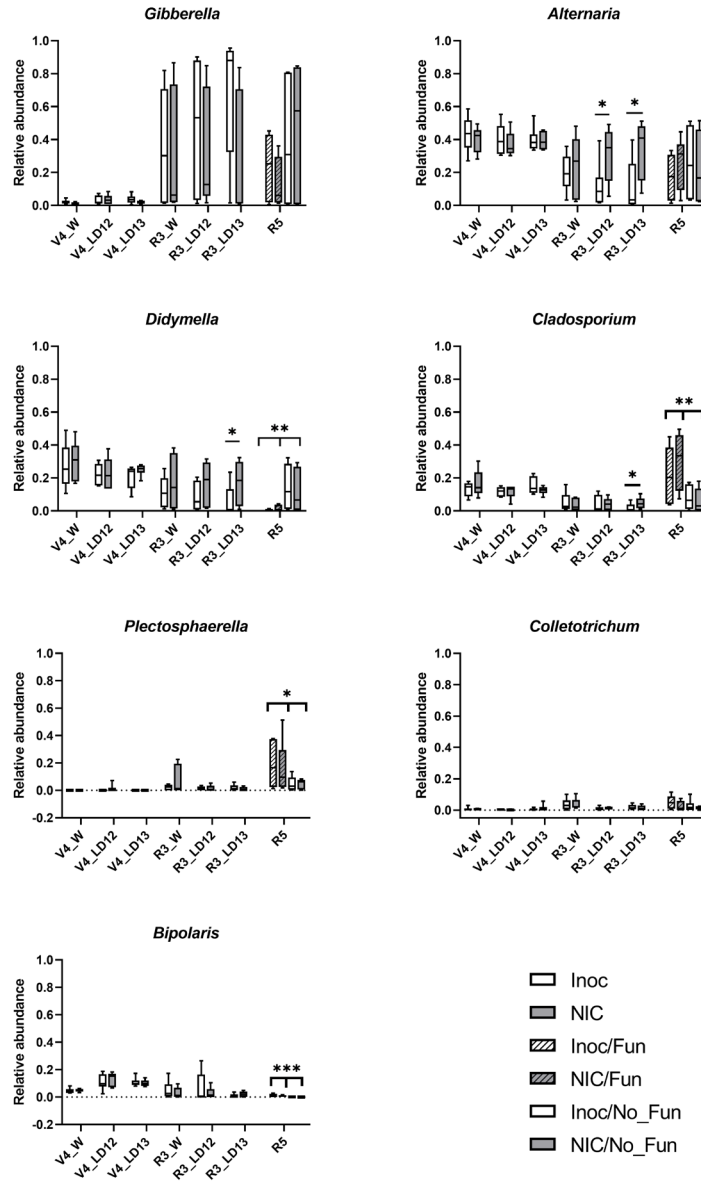 Gibberella
Relative abundance
1.0
0.8
0.6
0.4
0.2
0.0
V4_W
V4_LD12
V4_LD13
R3_W
R3_LD12
R3_LD13
R5
Alternaria
Relative abundance
1.0
0.8
0.6
0.4
0.2
0.0
*
*
V4_W
V4_LD12
V4_LD13
R3_W
R3_LD12
R3_LD13
R5
Didymella
Relative abundance
1.0
0.8
0.6
0.4
0.2
0.0
*
**
V4_W
V4_LD12
V4_LD13
R3_W
R3_LD12
R3_LD13
R5
Cladosporium
Relative abundance
1.0
0.8
0.6
0.4
0.2
0.0
*
**
V4_W
V4_LD12
V4_LD13
R3_W
R3_LD12
R3_LD13
R5
Plectosphaerella
Relative abundance
1.0
0.8
0.6
0.4
0.2
0.0
-0.2
*
V4_W
V4_LD12
V4_LD13
R3_W
R3_LD12
R3_LD13
R5
Colletotrichum
Relative abundance
1.0
0.8
0.6
0.4
0.2
0.0
V4_W
V4_LD12
V4_LD13
R3_W
R3_LD12
R3_LD13
R5
Bipolaris
Relative abundance
1.0
0.8
0.6
0.4
0.2
0.0
-0.2
***
V4_W
V4_LD12
V4_LD13
R3_W
R3_LD12
R3_LD13
R5
Inoc
NIC
Inoc/Fun
NIC/Fun
Inoc/No_Fun
NIC/No_Fun